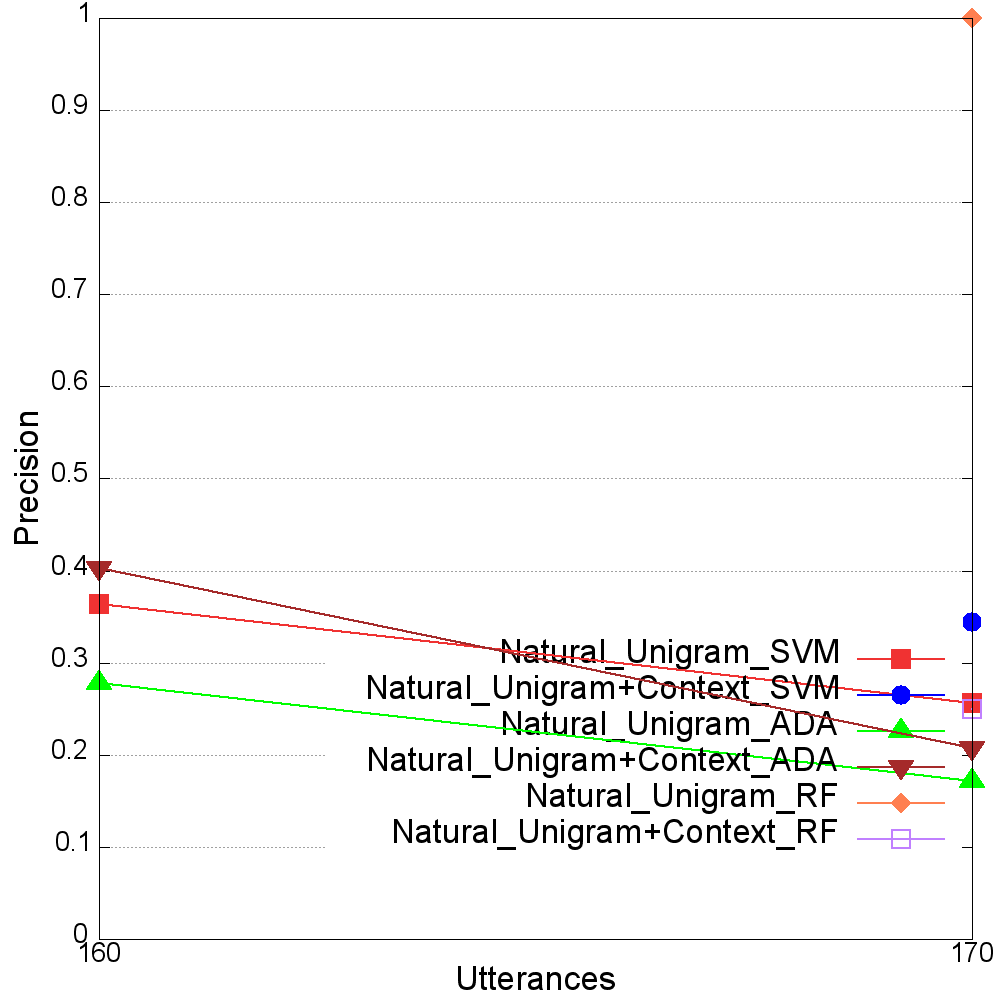 1
0.9
0.8
0.7
0.6
0.5
0.4
0.3
0.2
0.1
0
160
170
Precision
Utterances
Natural_Unigram_SVM
Natural_Unigram+Context_SVM
Natural_Unigram_ADA
Natural_Unigram+Context_ADA
Natural_Unigram_RF
Natural_Unigram+Context_RF